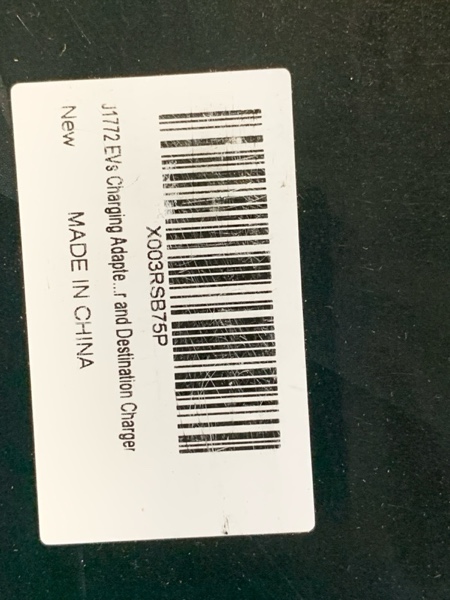 X003RSB75P
J1772 EVs Charging Adapte...r and Destination Charger
New
MADE IN CHINA